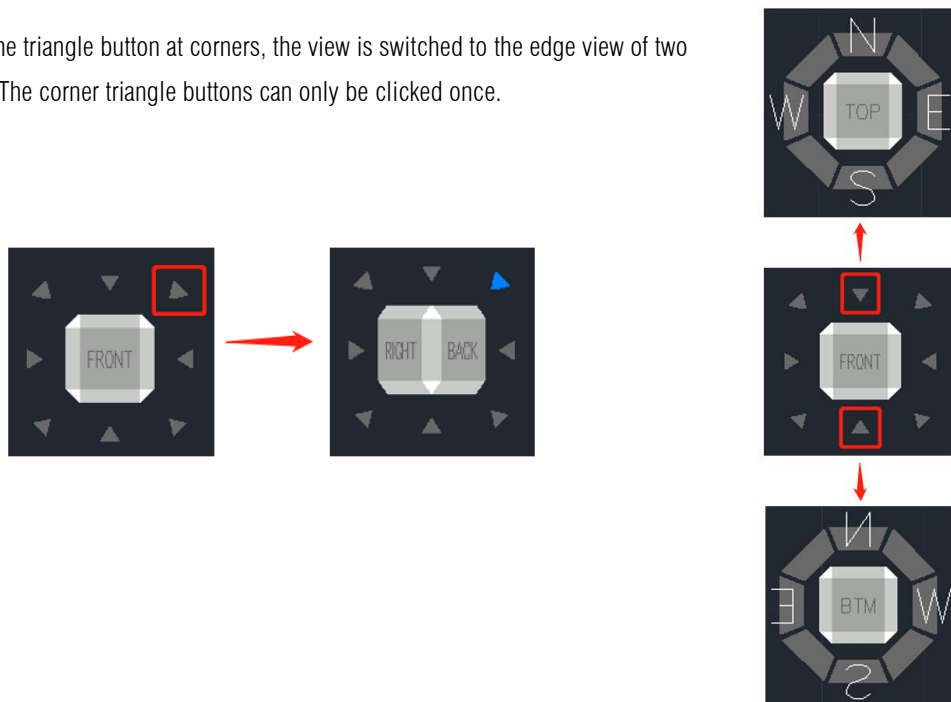 he triangle button at corners, the view is switched to the edge view of two
The corner triangle buttons can only be clicked once.
FRONT
RIGHT BACK
N
W TOP E
S
FRONT
N
E BTM W
S